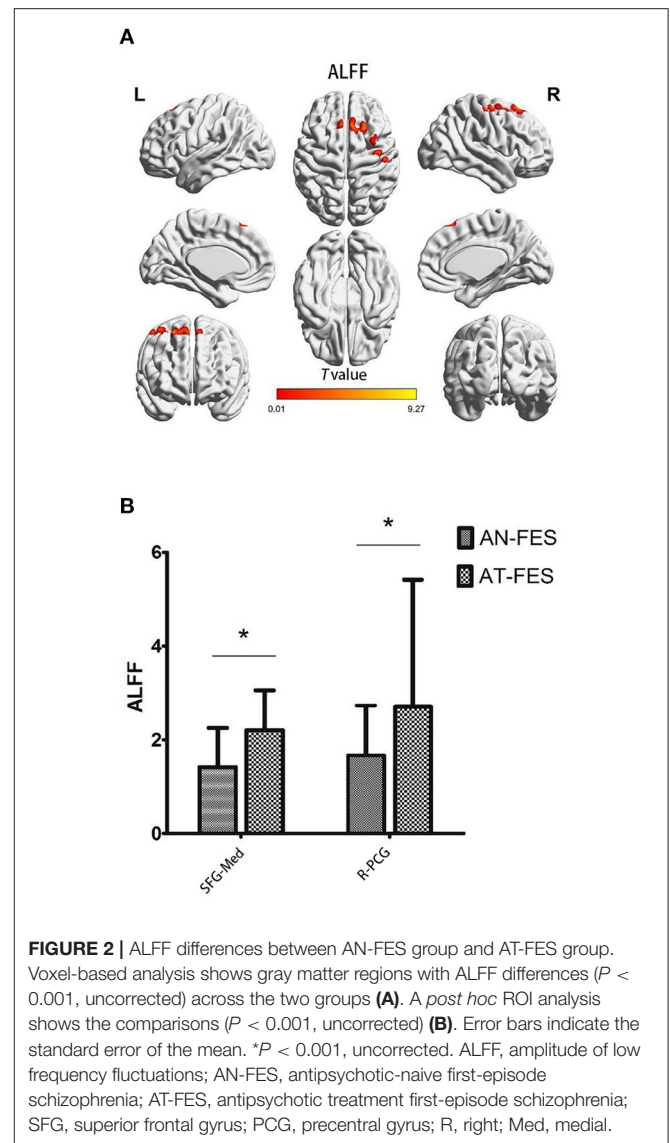 A
ALFF
L
R
T value
0.01
9.27
B
*
*
AN-FES
AT-FES
6
4
2
0
ALFF
SFG-Med
R-PCG
FIGURE 2 | ALFF differences between AN-FES group and AT-FES group.
Voxel-based analysis shows gray matter regions with ALFF differences (P <
0.001, uncorrected) across the two groups (A). A post hoc ROI analysis
shows the comparisons (P < 0.001, uncorrected) (B). Error bars indicate the
standard error of the mean. *P < 0.001, uncorrected. ALFF, amplitude of low
frequency fluctuations; AN-FES, antipsychotic-naive first-episode
schizophrenia; AT-FES, antipsychotic treatment first-episode schizophrenia;
SFG, superior frontal gyrus; PCG, precentral gyrus; R, right; Med, medial.